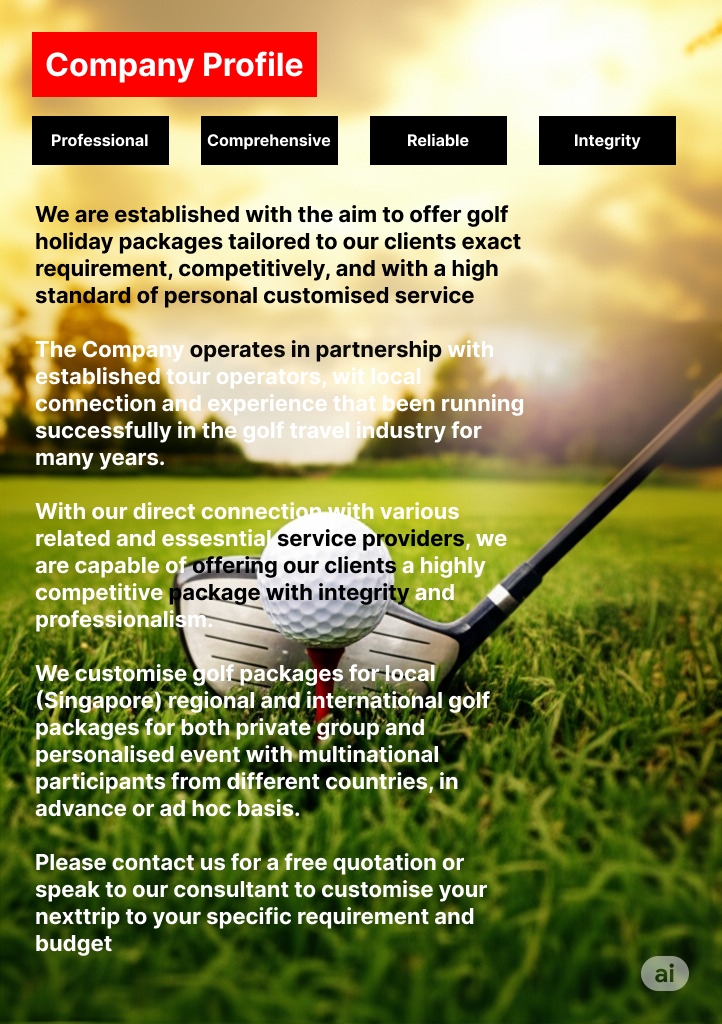 Company Profile
Professional Comprehensive Reliable Integrity
We are established with the aim to offer golf
holiday packages tailored to our clients exact
requirement, competitively, and with a high
standard of personal customised service
The Company operates in partnership with
established tour operators, wit local
connection and experience that been running
successfully in the golf travel industry for
many years.
With our direct connection with various
related and essesntial service providers, we
are capable of offering our clients a highly
competitive package with integrity and
professionalism.
We customise golf packages for local
(Singapore) regional and international golf
packages for both private group and
personalised event with multinational
participants from different countries, in
advance or ad hoc basis.
Please contact us for a free quotation or
speak to our consultant to customise your
nexttrip to your specific requirement and
budget
ai